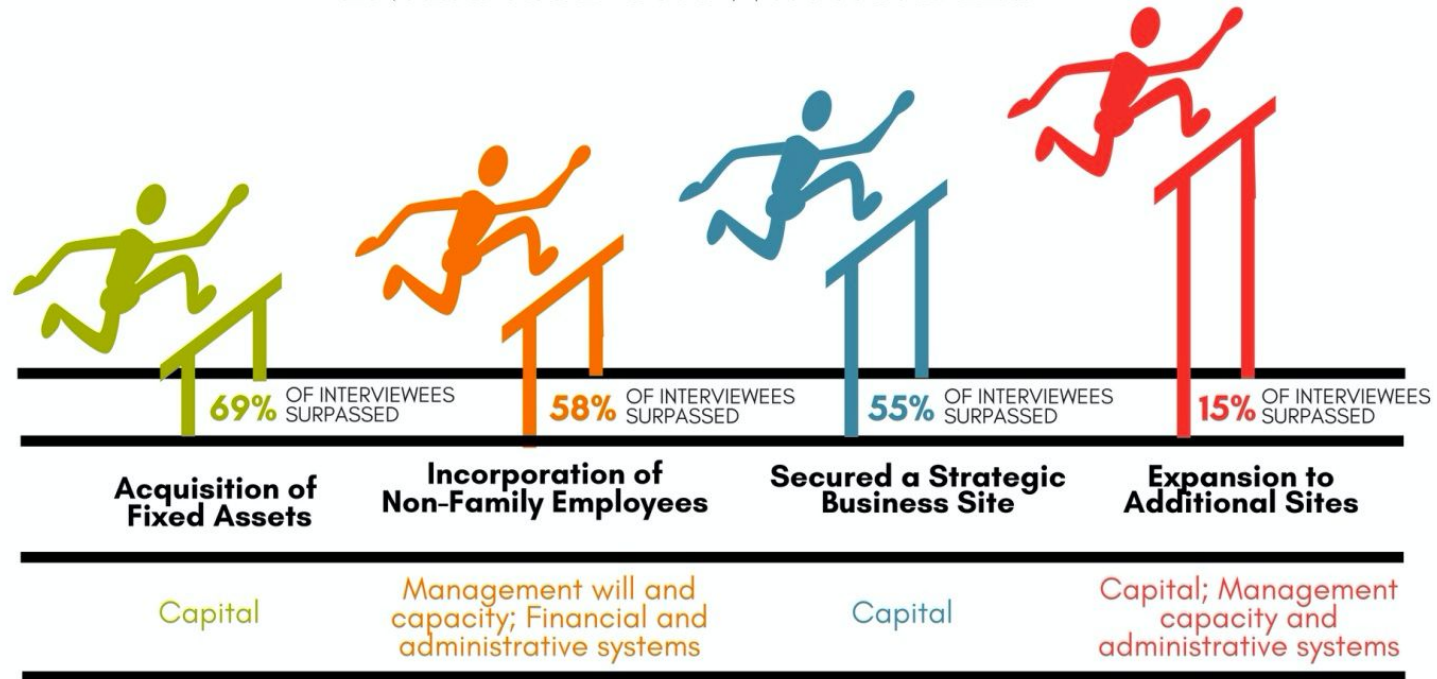 69% OF INTERVIEWEES
SURPASSED
58% OF INTERVIEWEES
SURPASSED
55% OF INTERVIEWEES
SURPASSED
15% OF INTERVIEWEES
SURPASSED
Acquisition of
Fixed Assets
Incorporation of
Non-Family Employees
Secured a Strategic
Business Site
Expansion to
Additional Sites
Capital
Management will and
capacity; Financial and
administrative systems
Capital
Capital; Management
capacity and
administrative systems